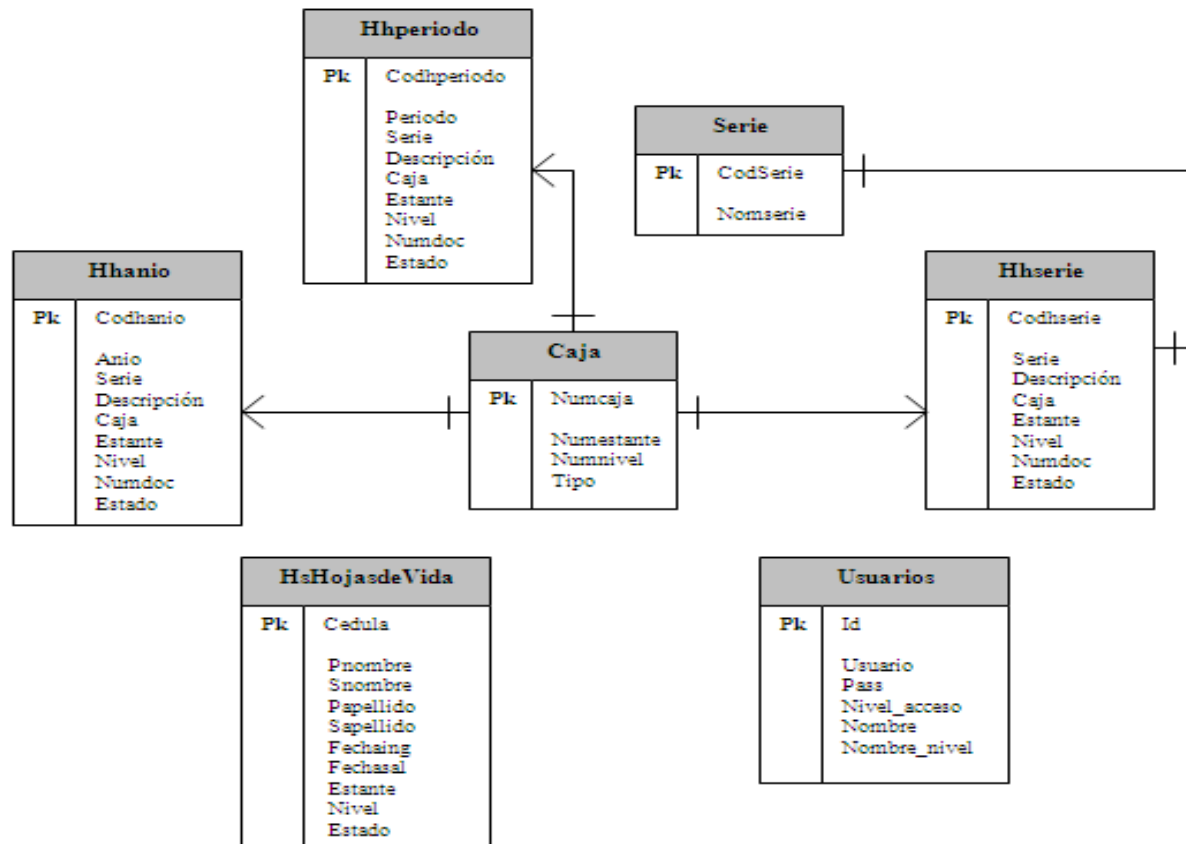 Hhperiodo
Pk Codhperiodo
Periodo
Serie
Descripción
Caja
Estante
Nivel
Numdoc
Estado
Serie
Pk CodSerie
Nomserie
Hhanio
Pk Codhanio
Anio
Serie
Descripción
Caja
Estante
Nivel
Numdoc
Estado
Caja
Pk Numcaja
Numestante
Numnivel
Tipo
Hhserie
Pk Codhserie
Serie
Descripción
Caja
Estante
Nivel
Numdoc
Estado
HsHojasdeVida
Pk Cedula
Pnombre
Snombre
Papellido
Sapellido
Fechaing
Fechasal
Estante
Nivel
Estado
Usuarios
Pk Id
Usuario
Pass
Nivel_acceso
Nombre
Nombre_nivel